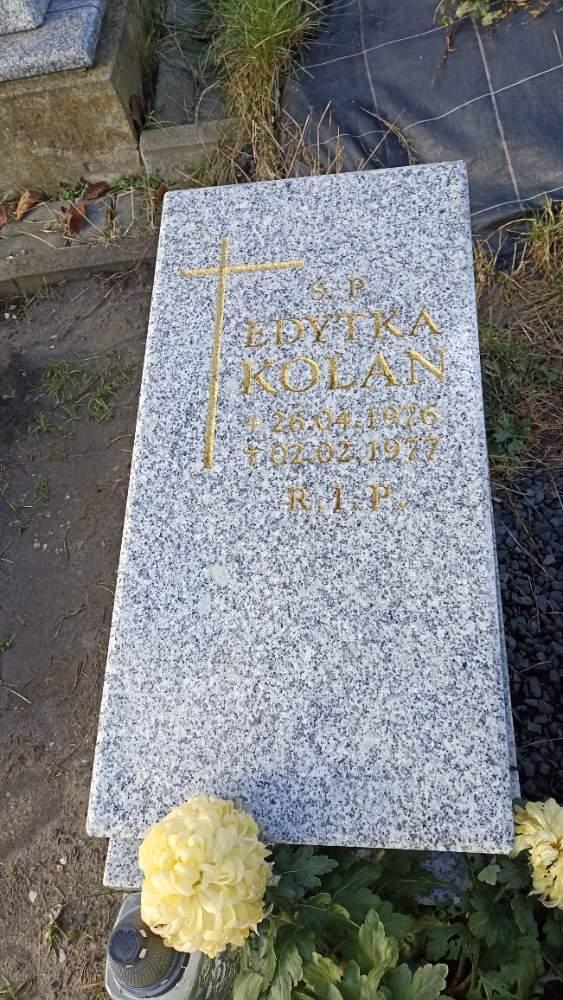 Ś. P.
EDYTKA
KOLAN
+ 26.04.1976
+ 02.02.1977
R.I.P.